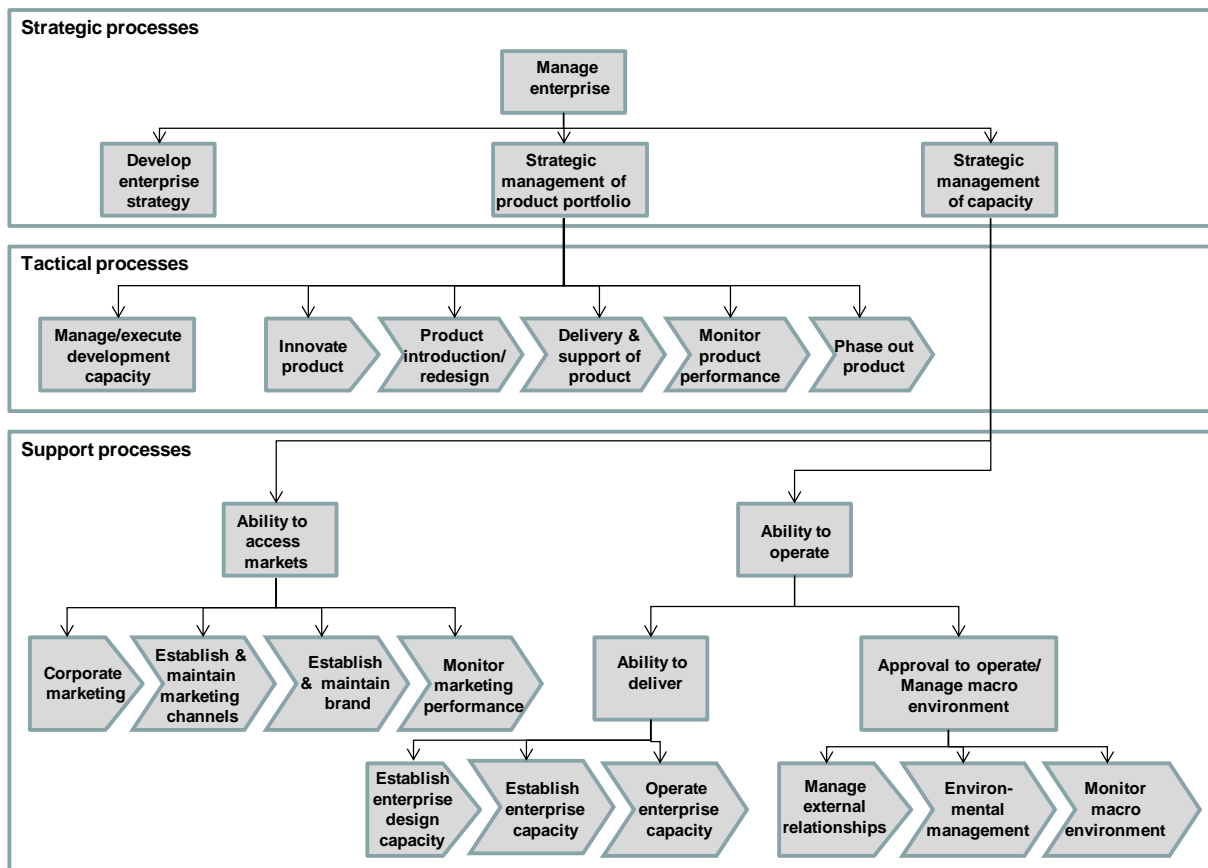 Strategic processes
Manage
enterprise
Develop
enterprise
strategy
Strategic
management of
product portfolio
Strategic
management
of capacity
Tactical processes
Manage/execute
development
capacity
Innovate
product
Product
introduction/
redesign
Delivery &
support of
product
Monitor
product
performance
Phase out
product
Support processes
Ability to
access
markets
Ability to
operate
Corporate
marketing
Establish &
maintain
marketing
channels
Establish
& maintain
brand
Monitor
marketing
performance
Ability to
deliver
Approval to operate/
Manage macro
environment
Establish
enterprise
design
capacity
Establish
enterprise
capacity
Operate
enterprise
capacity
Manage
external
relationships
Environ-
mental
management
Monitor
macro
environment